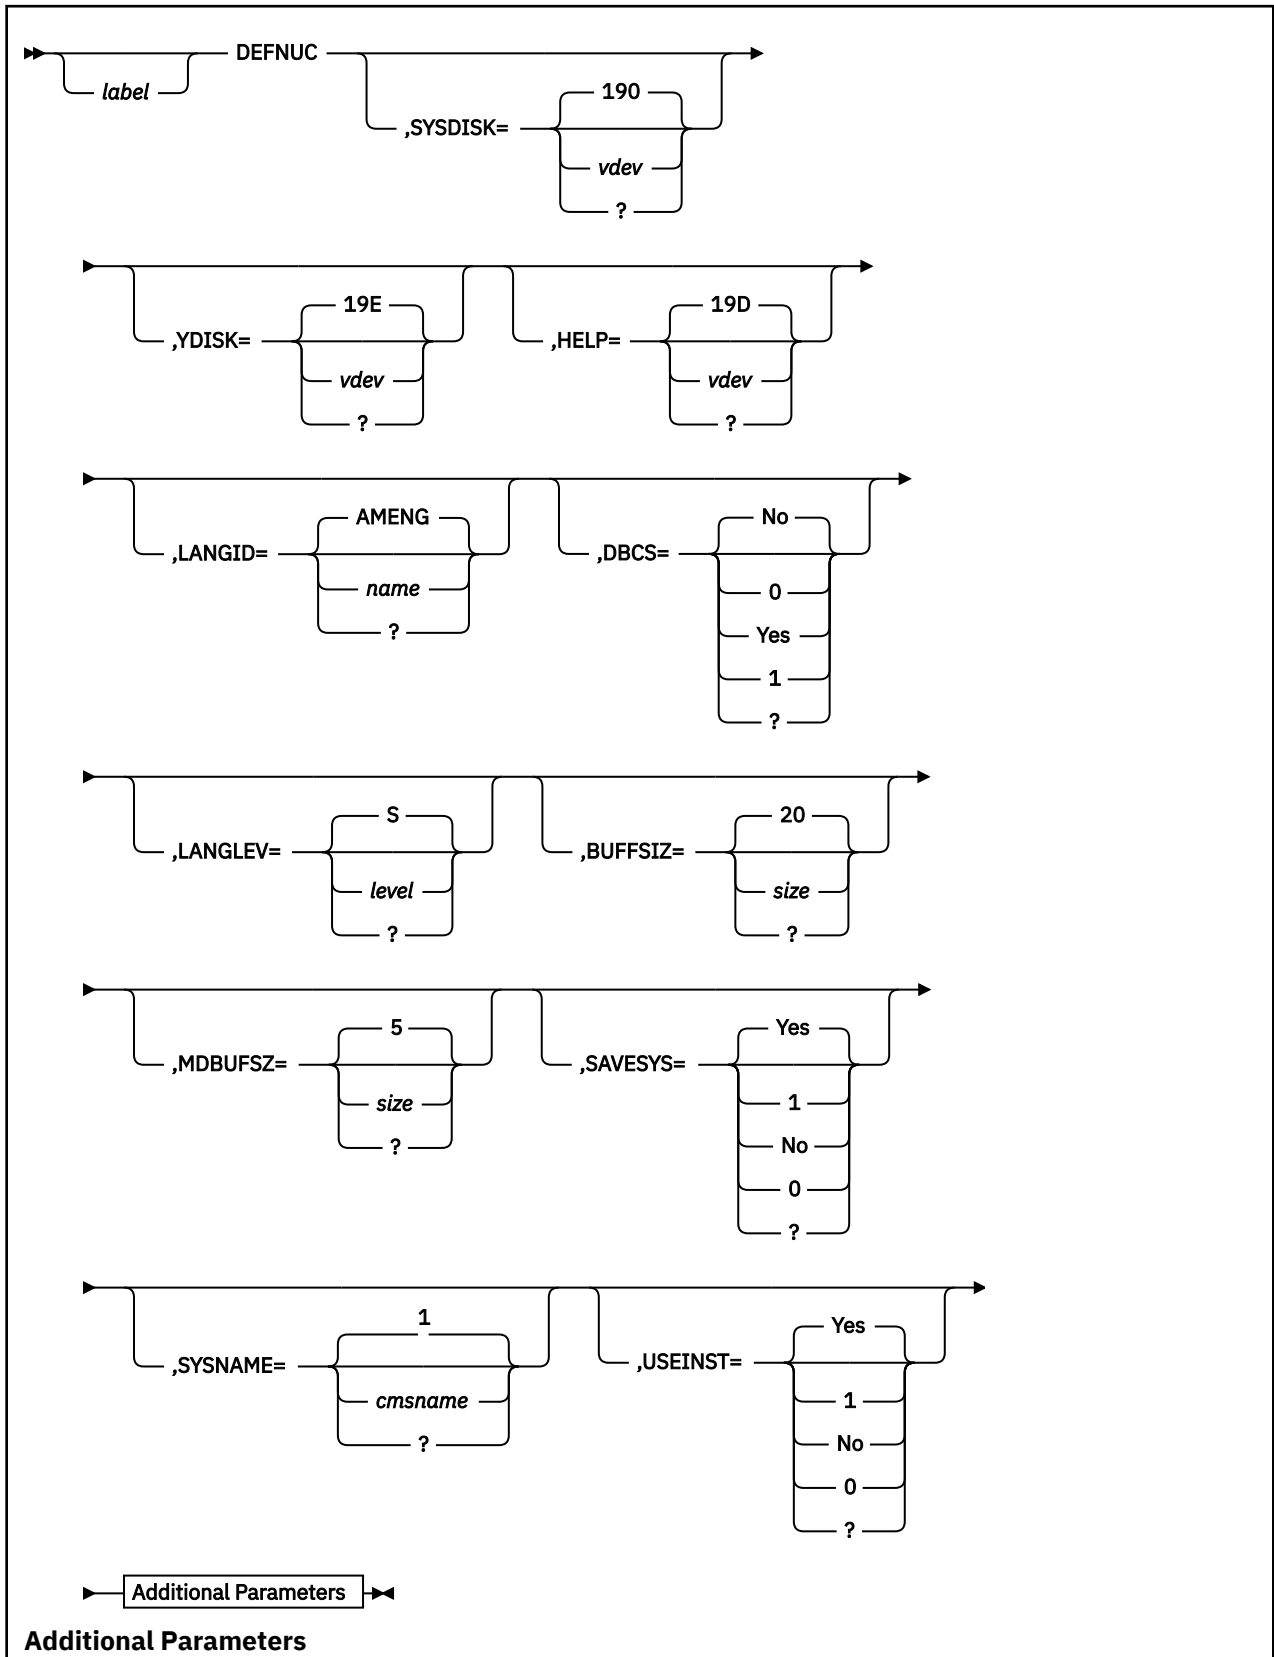 DEFNUC
label
190
,SYSDISK=
vdev
?
19E 19D
,YDISK= ,HELP=
vdev vdev
? ?
AMENG No
,LANGID= ,DBCS=
name 0
? Yes
1
?
S 20
,LANGLEV= ,BUFFSIZ=
level size
? ?
5 Yes
,MDBUFSZ= ,SAVESYS=
size 1
? No
0
?
1 Yes
,SYSNAME= ,USEINST=
cmsname 1
? No
0
?
Additional Parameters
Additional Parameters